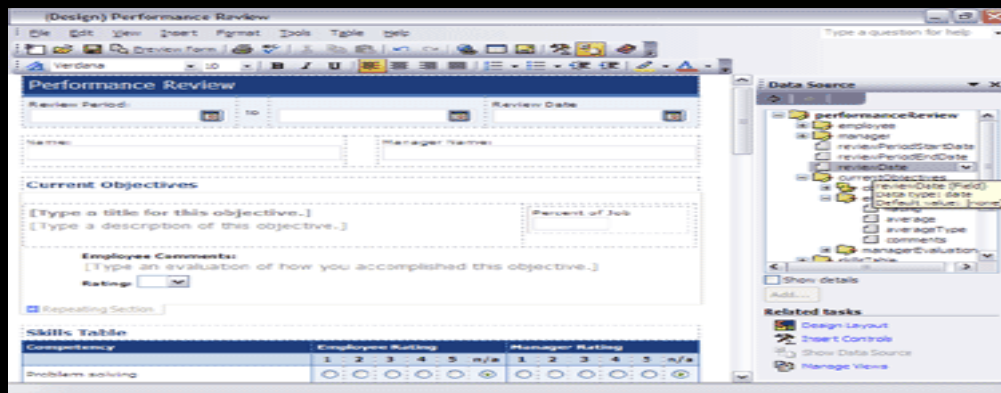 (Design) Performance Review
File Edit View Insert Format Tools Table Help
Type a question for help
Preview Form
Verdana 10 B I U
Performance Review
Review Period: to Review Date
Name: Manager Name:
Current Objectives
[Type a title for this objective.]
Percent of Job
[Type a description of this objective.]
Employee Comments:
[Type an evaluation of how you accomplished this objective.]
Rating:
Repeating Section
Skills Table
Competency Employee Rating Manager Rating
1 2 3 4 5 n/a 1 2 3 4 5 n/a
Problem solving
Data Source
performanceReview
employee
manager
reviewPeriodStartDate
reviewPeriodEndDate
reviewDate
currentObjectives
reviewDate (Field)
Data type: date
Default value: (none)
rating
average
averageType
comments
managerEvaluation
skillsTable
Show details
Add...
Related tasks
Design Layout
Insert Controls
Show Data Source
Manage Views